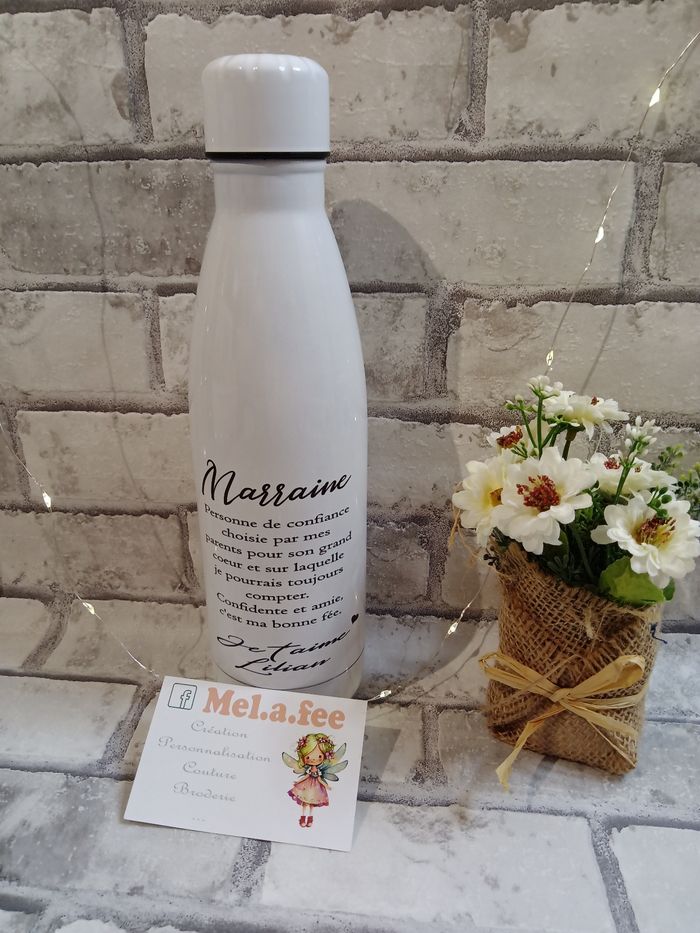 Marraine
Personne de confiance
choisie par mes
parents pour son grand
coeur et sur laquelle
je pourrais toujours
compter.
Confidente et amie,
c'est ma bonne fée.
Je t'aime
Lilian
f Mel.a.fee
Création
Personnalisation
Couture
Broderie
...